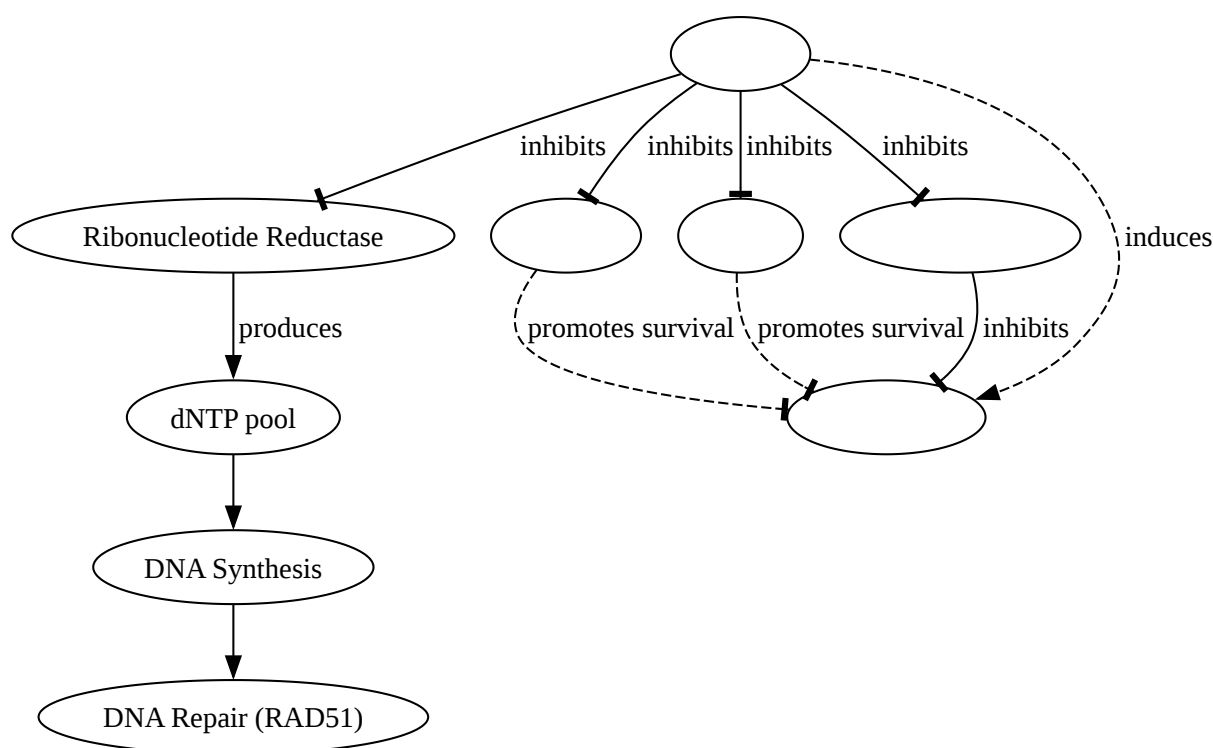 inhibits
inhibits
inhibits
inhibits
Ribonucleotide Reductase
induces
produces
promotes survival
promotes survival
inhibits
dNTP pool
DNA Synthesis
DNA Repair (RAD51)